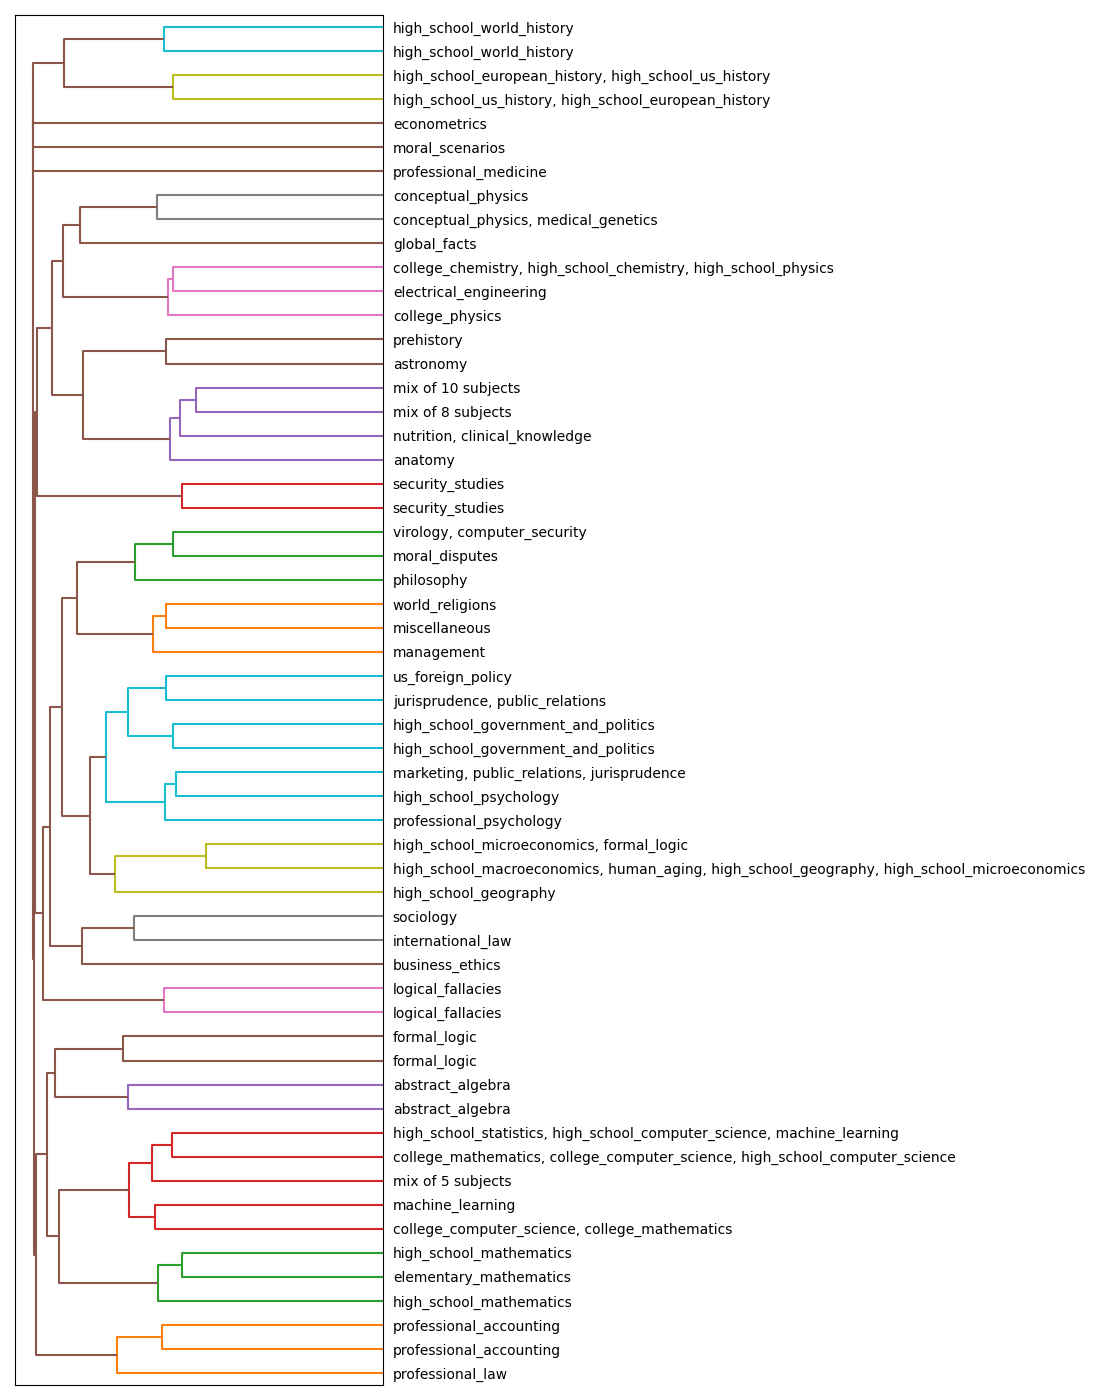 high_school_world_history
high_school_world_history
high_school_european_history, high_school_us_history
high_school_us_history, high_school_european_history
econometrics
moral_scenarios
professional_medicine
conceptual_physics
conceptual_physics, medical_genetics
global_facts
college_chemistry, high_school_chemistry, high_school_physics
electrical_engineering
college_physics
prehistory
astronomy
mix of 10 subjects
mix of 8 subjects
nutrition, clinical_knowledge
anatomy
security_studies
security_studies
virology, computer_security
moral_disputes
philosophy
world_religions
miscellaneous
management
us_foreign_policy
jurisprudence, public_relations
high_school_government_and_politics
high_school_government_and_politics
marketing, public_relations, jurisprudence
high_school_psychology
professional_psychology
high_school_microeconomics, formal_logic
high_school_macroeconomics, human_aging, high_school_geography, high_school_microeconomics
high_school_geography
sociology
international_law
business_ethics
logical_fallacies
logical_fallacies
formal_logic
formal_logic
abstract_algebra
abstract_algebra
high_school_statistics, high_school_computer_science, machine_learning
college_mathematics, college_computer_science, high_school_computer_science
mix of 5 subjects
machine_learning
college_computer_science, college_mathematics
high_school_mathematics
elementary_mathematics
high_school_mathematics
professional_accounting
professional_accounting
professional_law